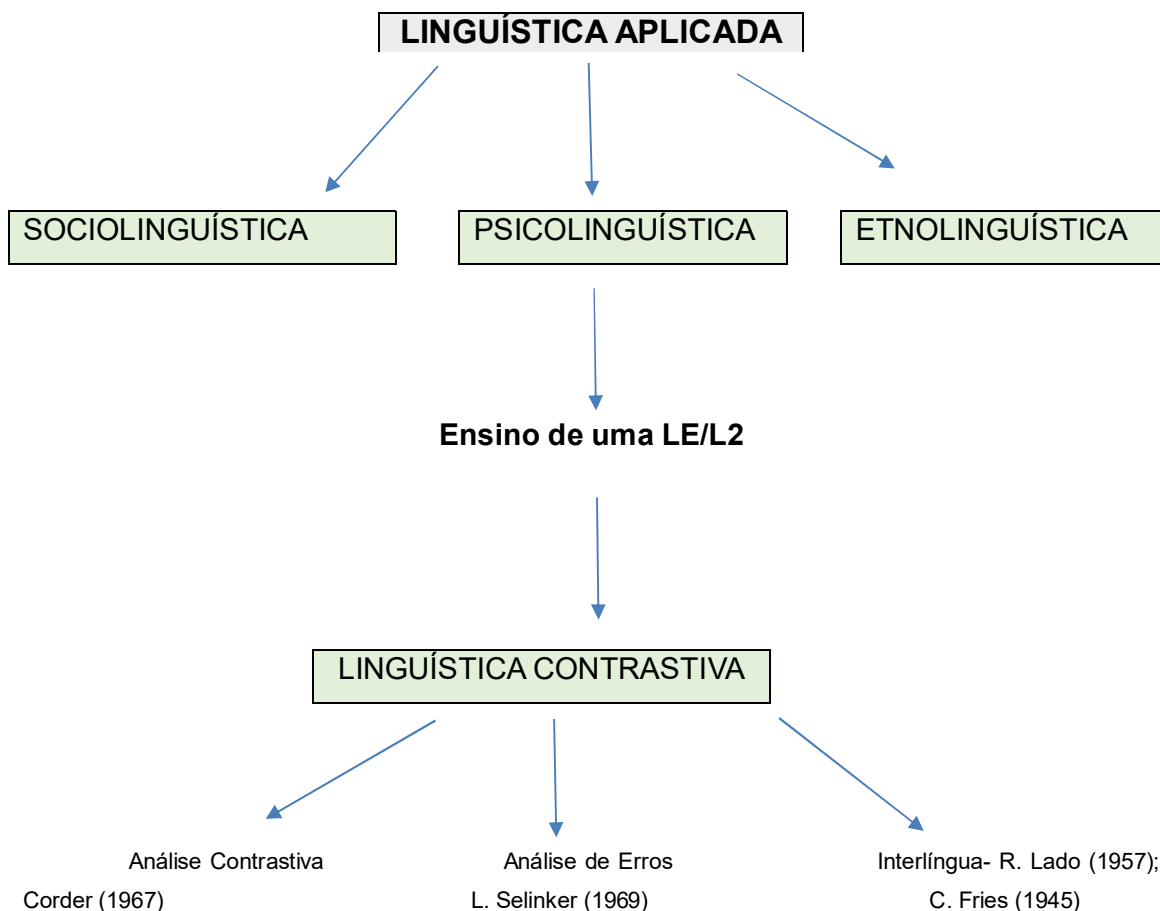 LINGUÍSTICA APLICADA
SOCIOLINGUÍSTICA
PSICOLINGUÍSTICA
ETNOLINGUÍSTICA
Ensino de uma LE/L2
LINGUÍSTICA CONTRASTIVA
Análise Contrastiva
Corder (1967)
Análise de Erros
L. Selinker (1969)
Interlíngua- R. Lado (1957);
C. Fries (1945)